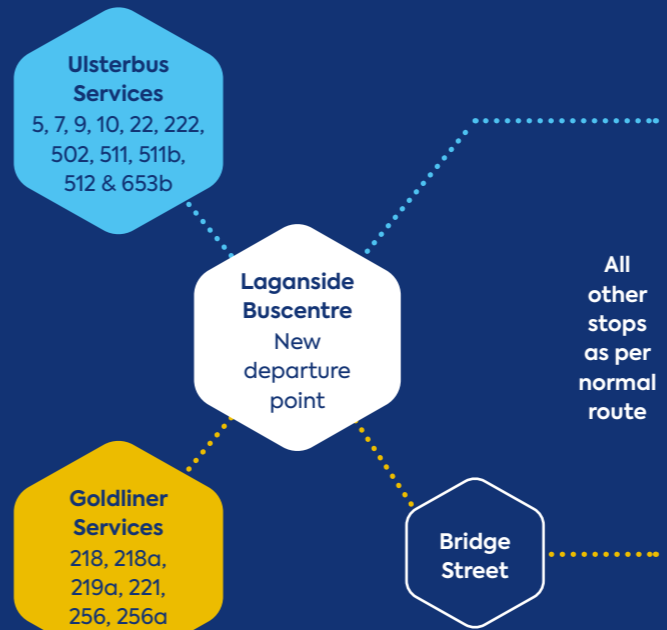 Ulsterbus
Services
5, 7, 9, 10, 22, 222,
502, 511, 511b,
512 & 653b
Laganside
Buscentre
New
departure
point
All
other
stops
as per
normal
route
Goldliner
Services
218, 218a,
219a, 221,
256, 256a
Bridge
Street